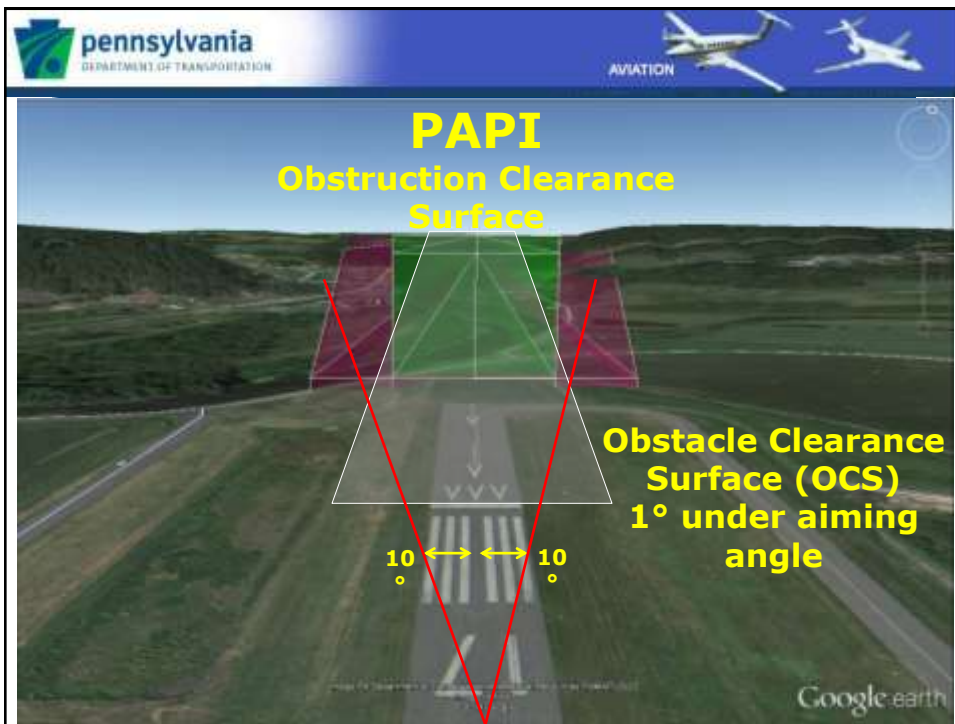 pennsylvania
DEPARTMENT OF TRANSPORTATION
AVIATION
PAPI
Obstruction Clearance
Surface
Obstacle Clearance
Surface (OCS)
1° under aiming
angle
10
°
10
°
17
Google earth